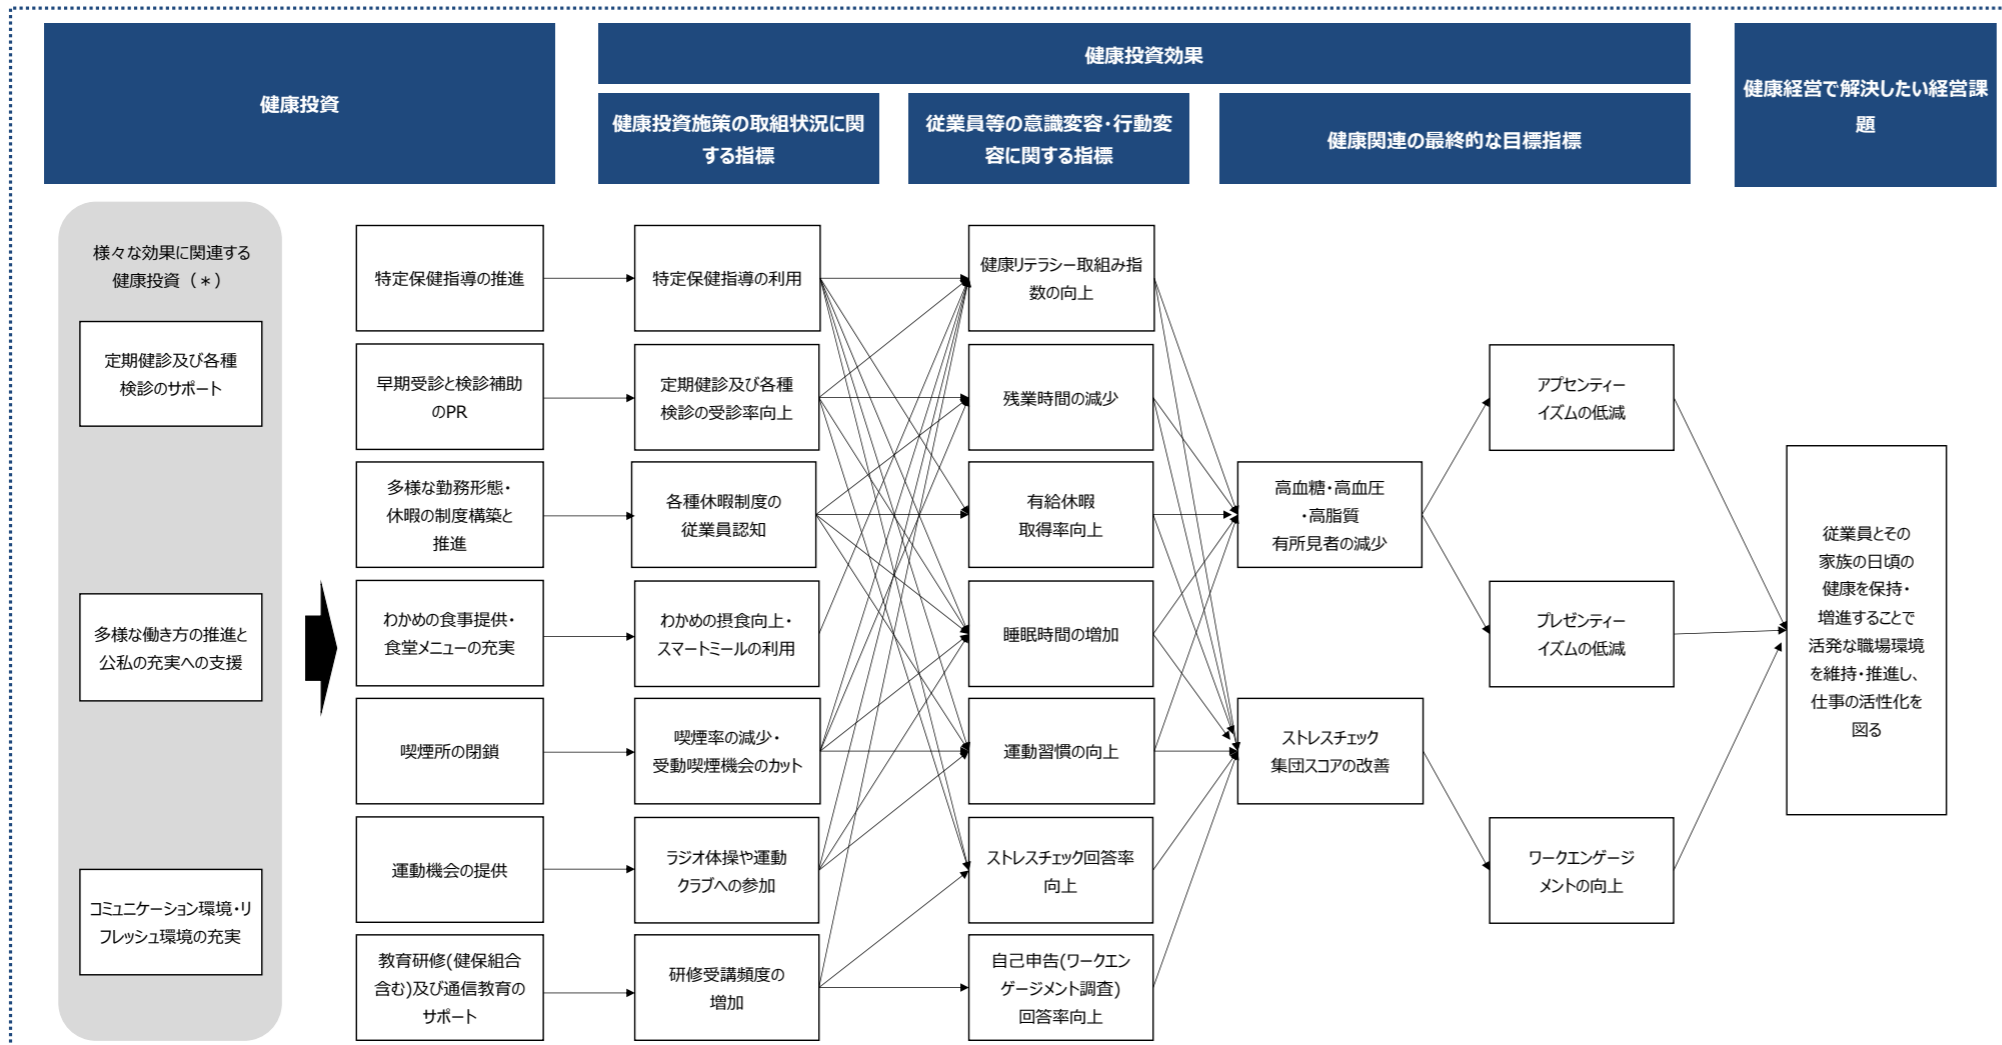 健康投資
健康投資効果
健康経営で解決したい経営課
題
健康投資施策の取組状況に関
する指標
従業員等の意識変容・行動変
容に関する指標
健康関連の最終的な目標指標
様々な効果に関連する
健康投資（＊）
定期健診及び各種
検診のサポート
多様な働き方の推進と
公私の充実への支援
コミュニケーション環境・リ
フレッシュ環境の充実
特定保健指導の推進
早期受診と検診補助
のPR
多様な勤務形態・
休暇の制度構築と
推進
わかめの食事提供・
食堂メニューの充実
喫煙所の閉鎖
運動機会の提供
教育研修(健保組合
含む)及び通信教育の
サポート
特定保健指導の利用
定期健診及び各種
検診の受診率向上
各種休暇制度の
従業員認知
わかめの摂食向上・
スマートミールの利用
喫煙率の減少・
受動喫煙機会のカット
ラジオ体操や運動
クラブへの参加
研修受講頻度の
増加
健康リテラシー取組み指
数の向上
残業時間の減少
有給休暇
取得率向上
睡眠時間の増加
運動習慣の向上
ストレスチェック回答率
向上
自己申告(ワークエン
ゲージメント調査)
回答率向上
高血糖・高血圧
・高脂質
有所見者の減少
ストレスチェック
集団スコアの改善
アブセンティー
イズムの低減
プレゼンティー
イズムの低減
ワークエンゲージ
メントの向上
従業員とその
家族の日頃の
健康を保持・
増進することで
活発な職場環境
を維持・推進し、
仕事の活性化を
図る